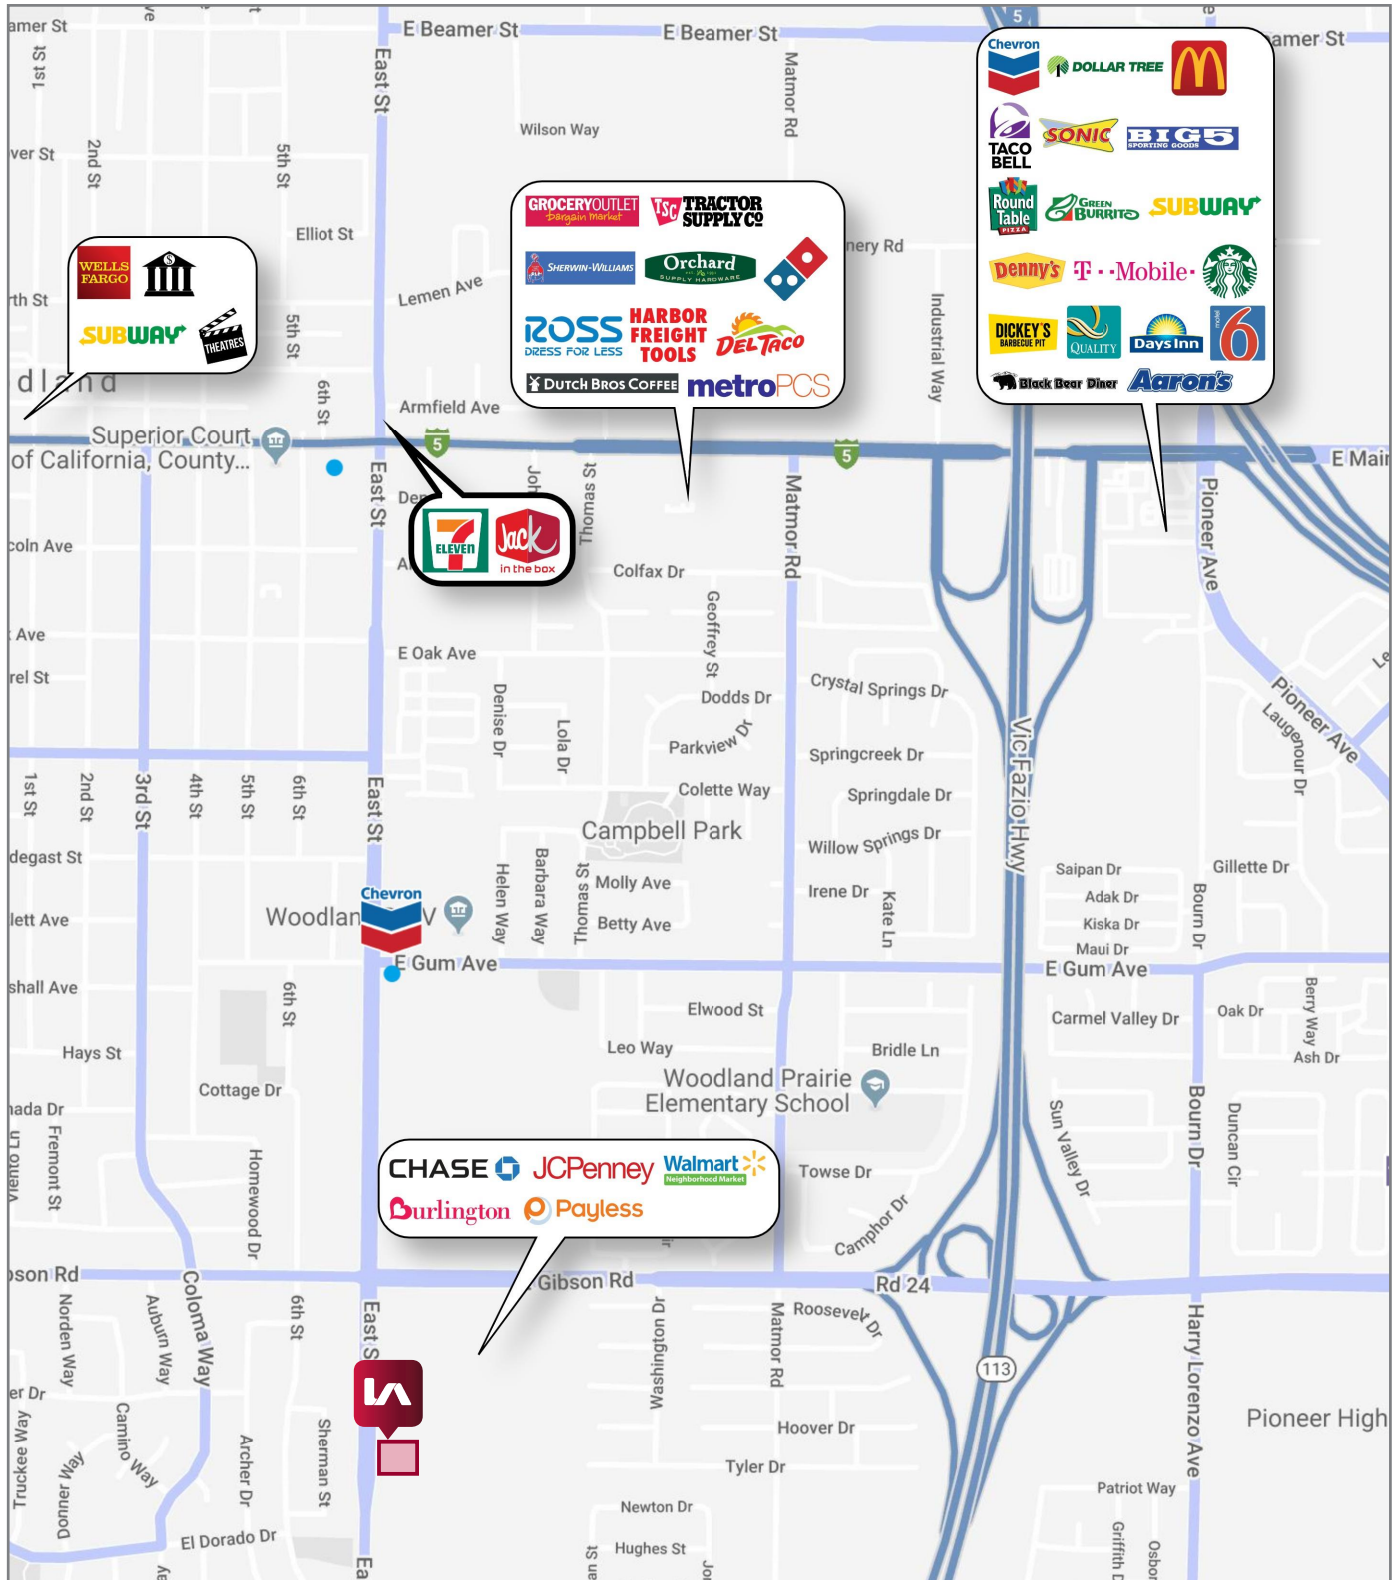 amer St
E Beamer St
E Beamer St
5
eamer St
1st St
East St
Matmor Rd
Wilson Way
ver St
2nd St
5th St
Elliot St
nery Rd
Chevron
DOLLAR TREE
TACO
BELL
SONIC
BIG5
SPORTING GOODS
Round
Table
PIZZA
GREEN
BURRITO
SUBWAY
Denny's
T··Mobile·
DICKEY'S
BARBECUE PIT
QUALITY
Days Inn
motel
6
Black Bear Diner
Aaron's
GROCERY OUTLET
bargain market
TSC
TRACTOR
SUPPLY CO
SHERWIN-WILLIAMS
Orchard
SUPPLY HARDWARE
ROSS
DRESS FOR LESS
HARBOR
FREIGHT
TOOLS
DEL TACO
DUTCH BROS COFFEE
metroPCS
WELLS
FARGO
$
SUBWAY
THEATRES
rth St
5th St
6th St
dland
Lemen Ave
Armfield Ave
Industrial Way
Superior Court
of California, County...
5
5
E Main
East St
Thomas St
Matmor Rd
Pioneer Ave
7
ELEVEN
Jack
in the box
coln Ave
Colfax Dr
Geoffrey St
Ave
E Oak Ave
rel St
Denise Dr
Lola Dr
Dodds Dr
Parkview Dr
Crystal Springs Dr
Springcreek Dr
Colette Way
Springdale Dr
Campbell Park
Willow Springs Dr
Vic Fazio Hwy
Pioneer Ave
Laugenour Dr
1st St
2nd St
3rd St
4th St
5th St
6th St
East St
degast St
Helen Way
Barbara Way
Thomas St
Molly Ave
Irene Dr
Kate Ln
Saipan Dr
Gillette Dr
Adak Dr
Bourn Dr
Chevron
Woodlan
V
lett Ave
Betty Ave
Kiska Dr
Maui Dr
E Gum Ave
E Gum Ave
shall Ave
6th St
Elwood St
Carmel Valley Dr
Oak Dr
Berry Way
Hays St
Leo Way
Bridle Ln
Ash Dr
Cottage Dr
Woodland Prairie
Elementary School
nada Dr
Fremont St
Homewood Dr
Sun Valley Dr
Bourn Dr
Duncan Cir
CHASE
JCPenney
Walmart
Neighborhood Market
Burlington
Payless
Towse Dr
Camphor Dr
bson Rd
Gibson Rd
Rd 24
Norden Way
Auburn Way
Coloma Way
6th St
East S
Washington Dr
Matmor Rd
Roosevelt Dr
Harry Lorenzo Ave
113
er Dr
LA
Truckee Way
Donner Way
Camino Way
Archer Dr
Sherman St
Hoover Dr
Pioneer High
Tyler Dr
Patriot Way
Newton Dr
El Dorado Dr
Hughes St
Griffith D
Osbor
Ea